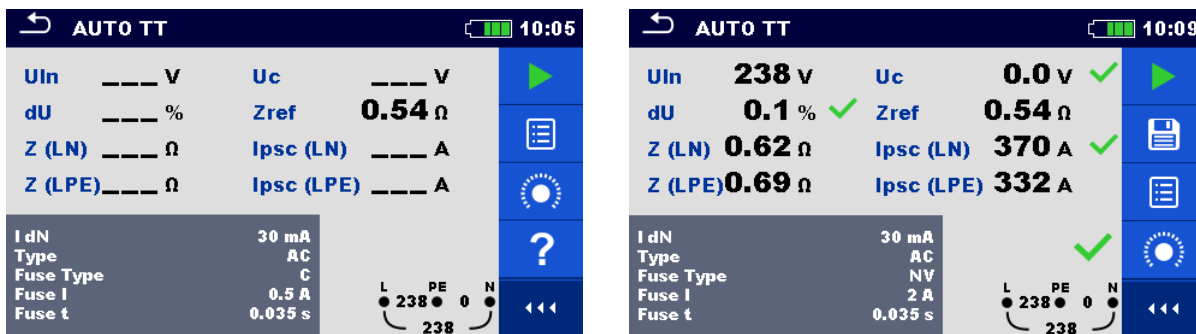 AUTO TT 10:05
Uln ___ V Uc ___ V
dU ___ % Zref 0.54 Ω
Z (LN) ___ Ω Ipsc (LN) ___ A
Z (LPE)___ Ω Ipsc (LPE) ___ A
I dN 30 mA
Type AC
Fuse Type C
Fuse I 0.5 A
Fuse t 0.035 s
?
L PE N
238 0
238
AUTO TT 10:09
Uln 238 V Uc 0.0 V
dU 0.1 % Zref 0.54 Ω
Z (LN) 0.62 Ω Ipsc (LN) 370 A
Z (LPE)0.69 Ω Ipsc (LPE) 332 A
I dN 30 mA
Type AC
Fuse Type NV
Fuse I 2 A
Fuse t 0.035 s
L PE N
238 0
238